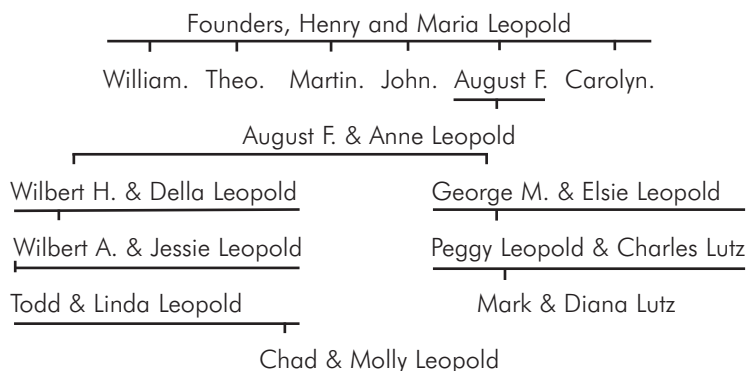 Founders, Henry and Maria Leopold
William. Theo. Martin. John. August F. Carolyn.
August F. & Anne Leopold
Wilbert H. & Della Leopold George M. & Elsie Leopold
Wilbert A. & Jessie Leopold Peggy Leopold & Charles Lutz
Todd & Linda Leopold Mark & Diana Lutz
Chad & Molly Leopold